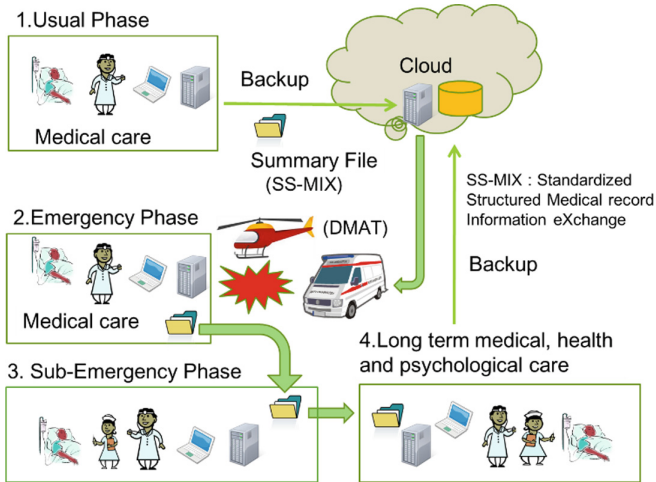 1.Usual Phase
Medical care
Backup
Summary File
(SS-MIX)
Cloud
SS-MIX : Standardized
Structured Medical record
Information eXchange
Backup
2.Emergency Phase
(DMAT)
Medical care
3. Sub-Emergency Phase
4.Long term medical, health
and psychological care